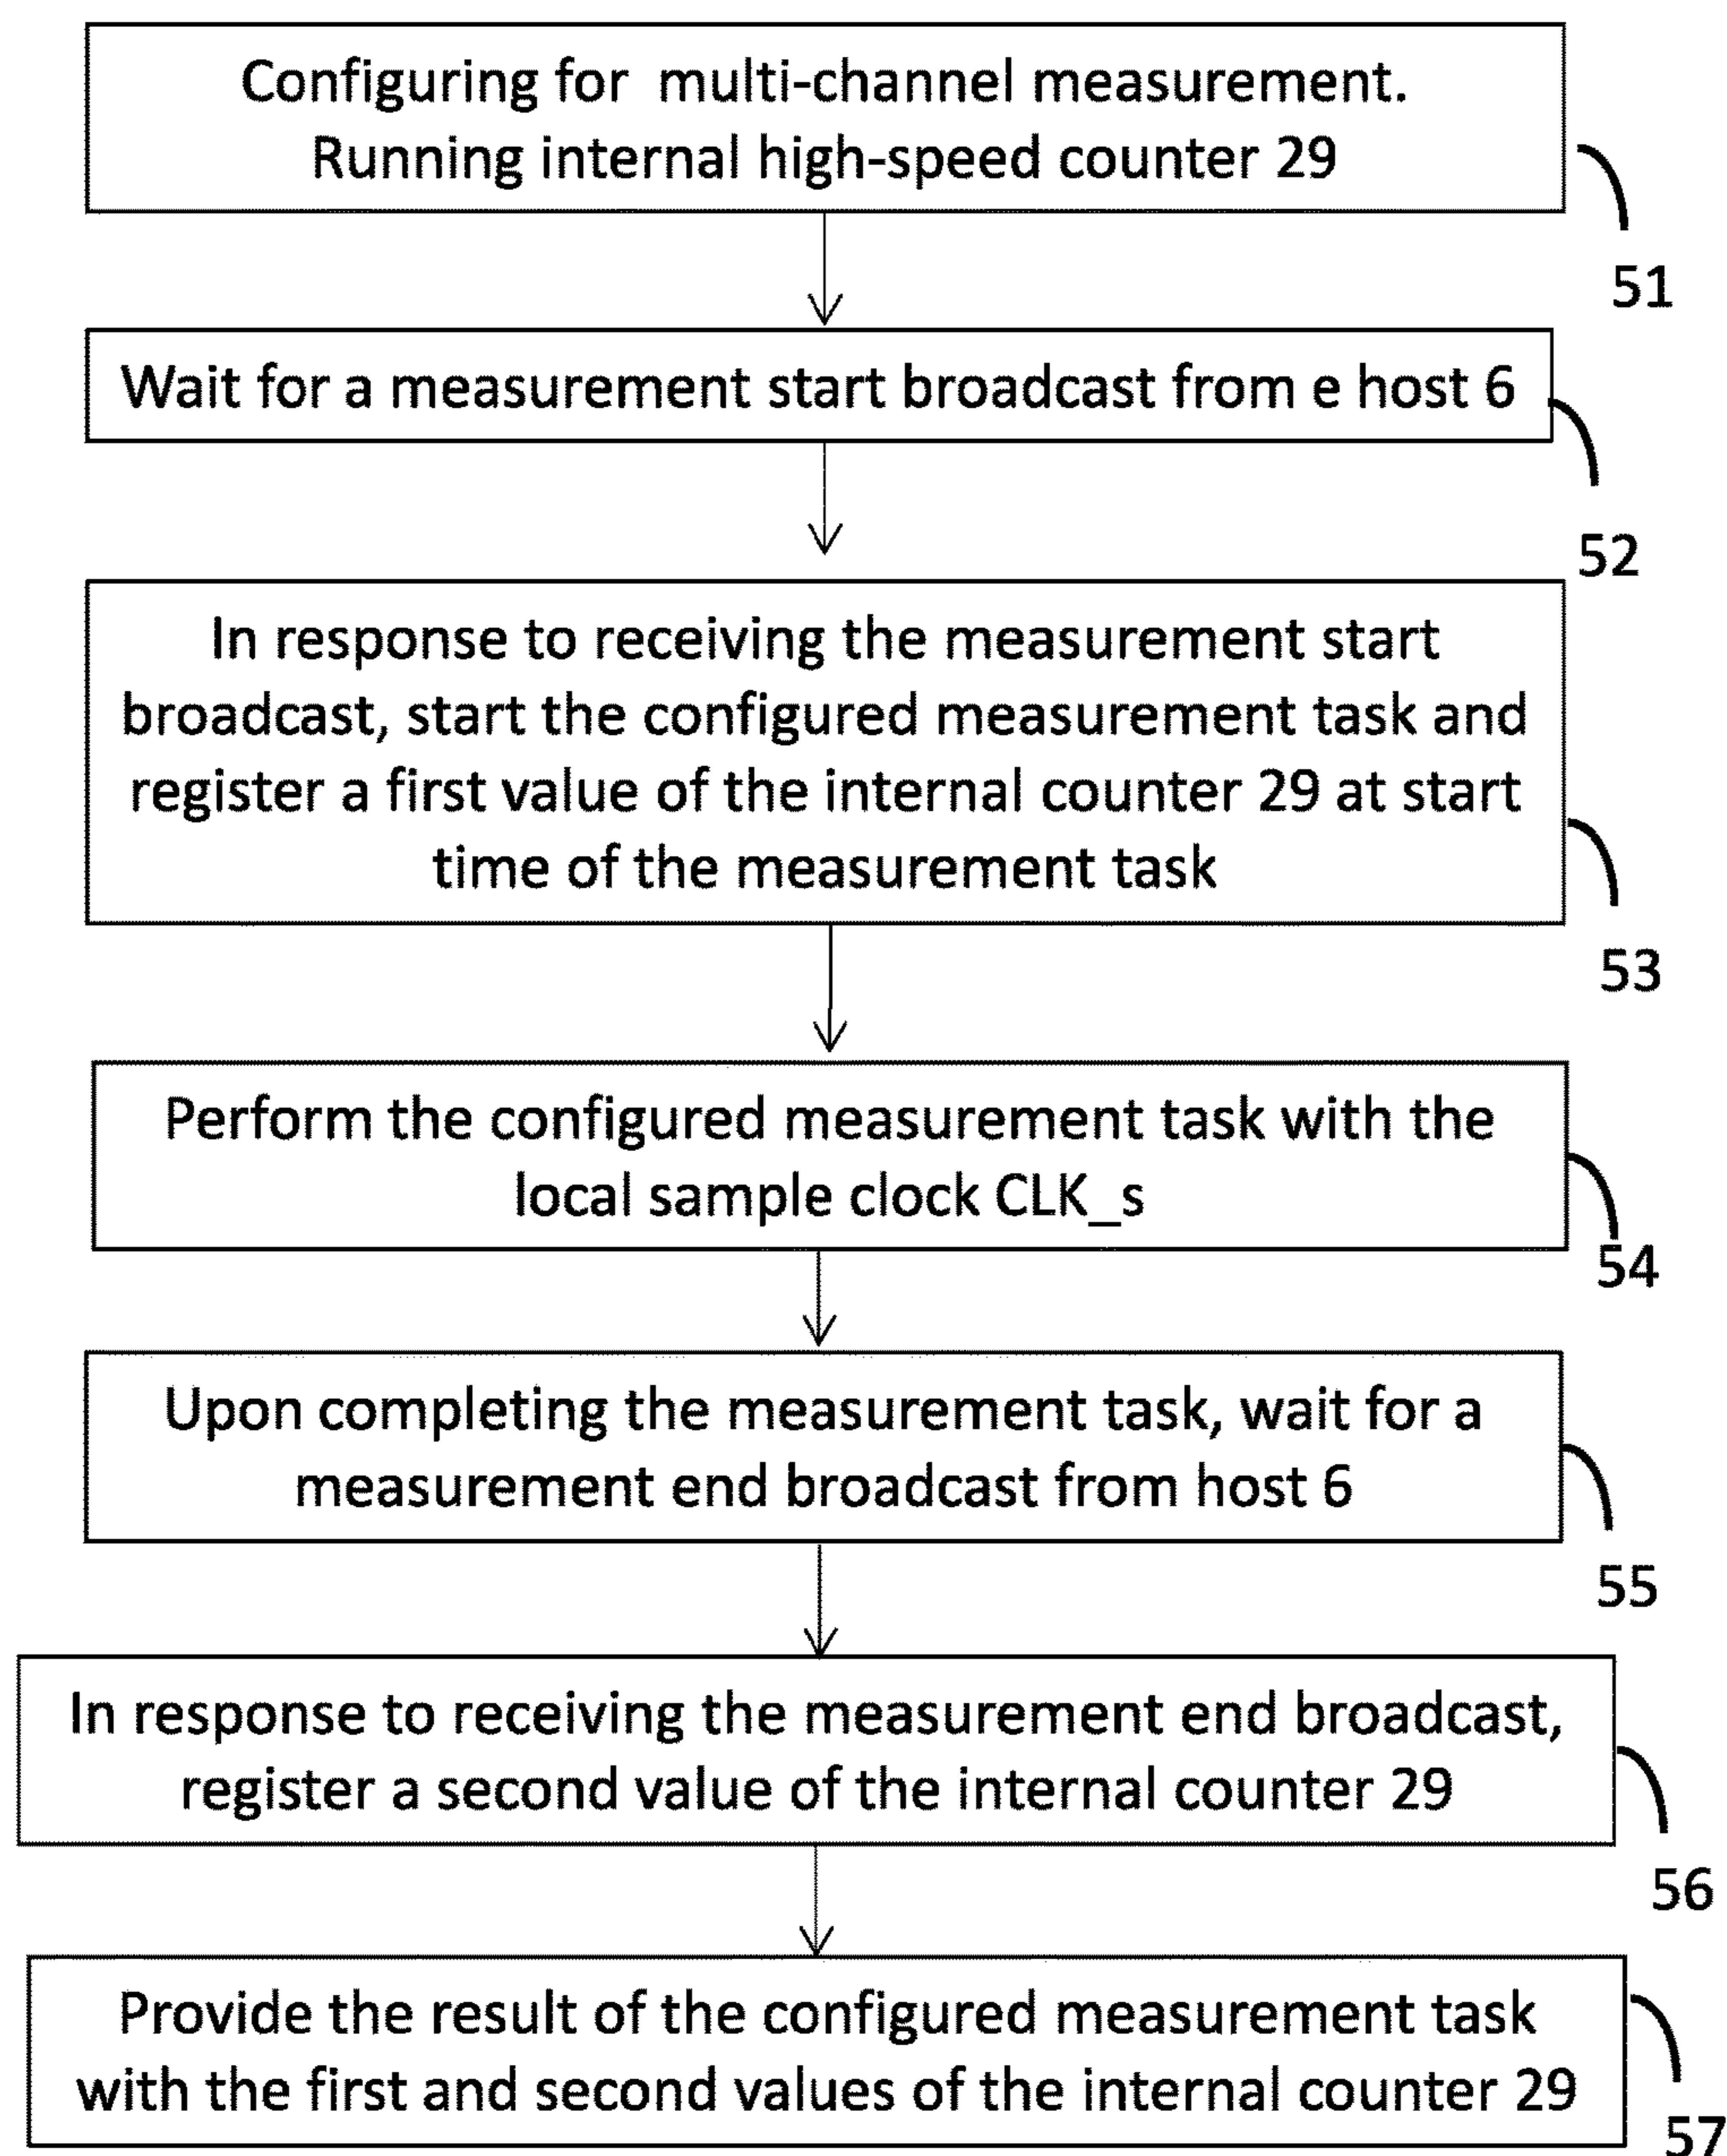 Configuring for multi-channel measurement.
Running internal high-speed counter 29
51
Wait for a measurement start broadcast from e host 6
52
In response to receiving the measurement start
broadcast, start the configured measurement task and
register a first value of the internal counter 29 at start
time of the measurement task
53
Perform the configured measurement task with the
local sample clock CLK_s
54
Upon completing the measurement task, wait for a
measurement end broadcast from host 6
55
In response to receiving the measurement end broadcast,
register a second value of the internal counter 29
56
Provide the result of the configured measurement task
with the first and second values of the internal counter 29
57